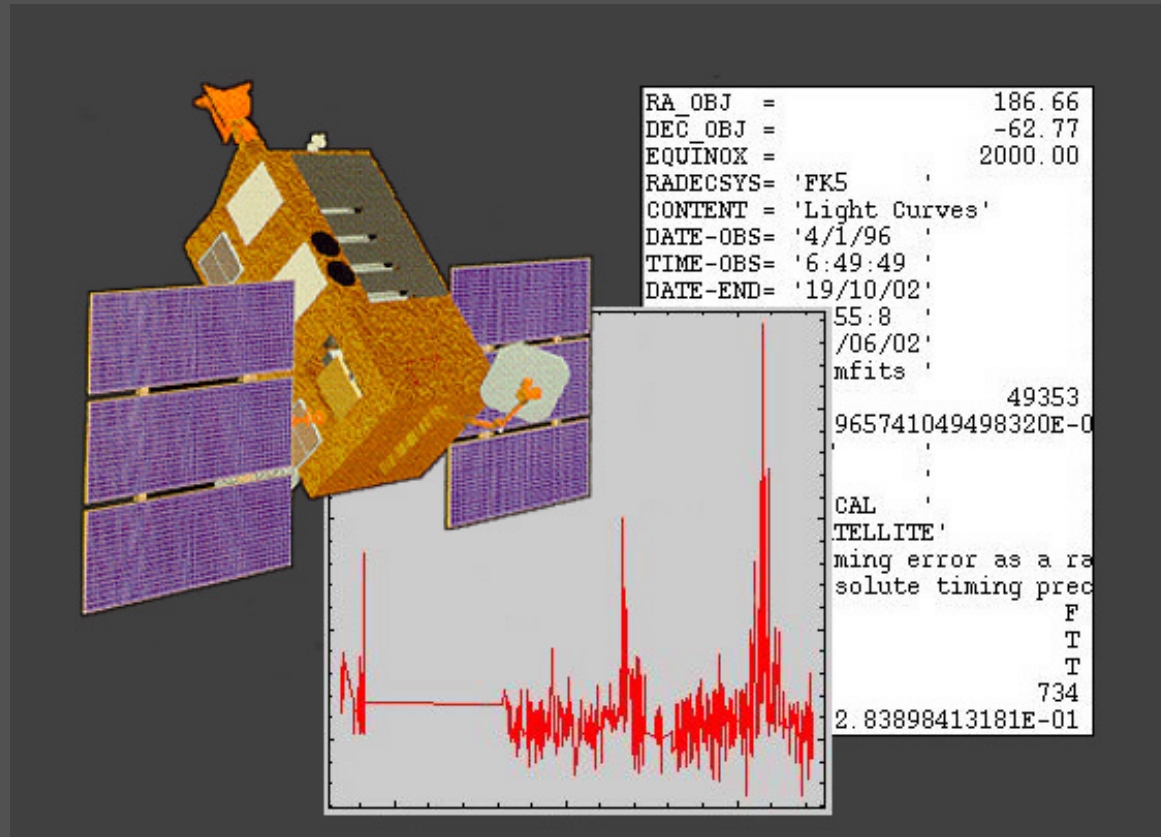 RA_OBJ  =                186.66
DEC_OBJ =                -62.77
EQUINOX =               2000.00
RADECSYS= 'FK5      '
CONTENT = 'Light Curves'
DATE-OBS= '4/1/96   '
TIME-OBS= '6:49:49  '
DATE-END= '19/10/02'
55:8   '
/06/02'
mfits '
49353
965741049498320E-0
'        '
'
CAL    '
TELLITE'
ming error as a ra
solute timing prec
F
T
T
734
2.83898413181E-01